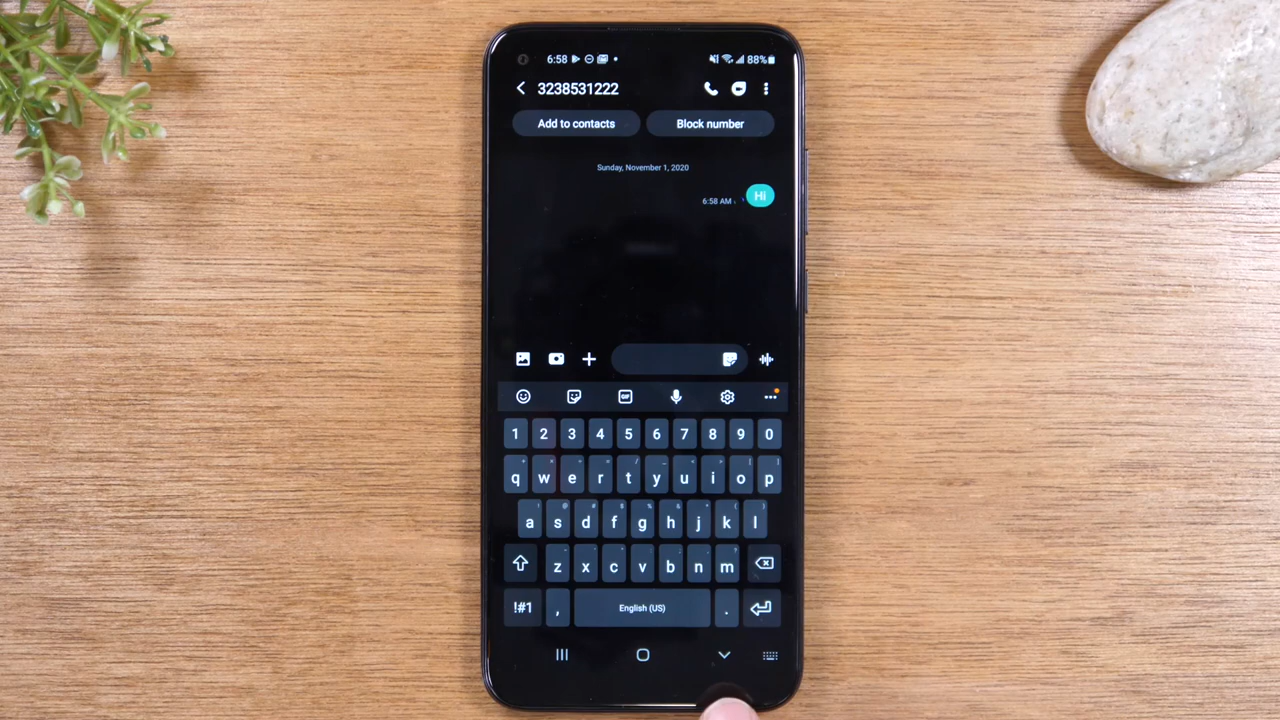 6:58 88%
3238531222
Add to contacts Block number
Sunday, November 1, 2020
6:58 AM Hi
GIF
1 2 3 4 5 6 7 8 9 0
q w e r t y u i o p
a s d f g h j k l
z x c v b n m
!#1 , English (US) .